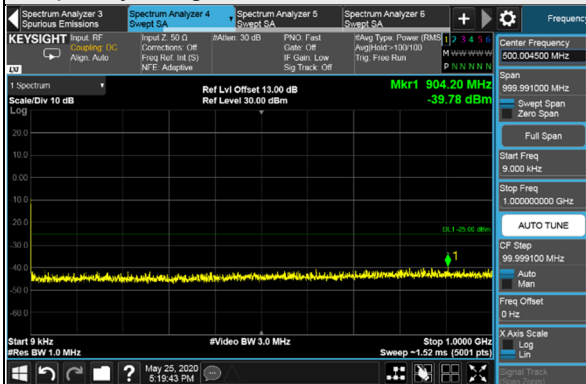 Spectrum Analyzer 3
Spurious Emissions
Spectrum Analyzer 4
Swept SA
Spectrum Analyzer 5
Swept SA
Spectrum Analyzer 6
Swept SA
+
Frequency
KEYSIGHT
Input: RF
Coupling: DC
Align: Auto
Input Z: 50 Ω
Corrections: Off
Freq Ref: Int (S)
NFE: Adaptive
#Atten: 30 dB
PNO: Fast
Gate: Off
IF Gain: Low
Sig Track: Off
#Avg Type: Power (RMS
Avg|Hold:>100/100
Trig: Free Run
1 2 3 4 5 6
M W W W W W
P N N N N N
LU
1 Spectrum
Scale/Div 10 dB
Log
Ref Lvl Offset 13.00 dB
Ref Level 30.00 dBm
Mkr1 904.20 MHz
-39.78 dBm
20.0
10.0
0.00
-10.0
-20.0
-30.0
-40.0
-50.0
-60.0
DL1 -25.00 dBm
1
Start 9 kHz
#Res BW 1.0 MHz
#Video BW 3.0 MHz
Stop 1.0000 GHz
Sweep ~1.52 ms (5001 pts)
Center Frequency
500.004500 MHz
Span
999.991000 MHz
Swept Span
Zero Span
Full Span
Start Freq
9.000 kHz
Stop Freq
1.000000000 GHz
AUTO TUNE
CF Step
99.999100 MHz
Auto
Man
Freq Offset
0 Hz
X Axis Scale
Log
Lin
Signal Track
(Span Zoom)
?
May 25, 2020
5:19:43 PM